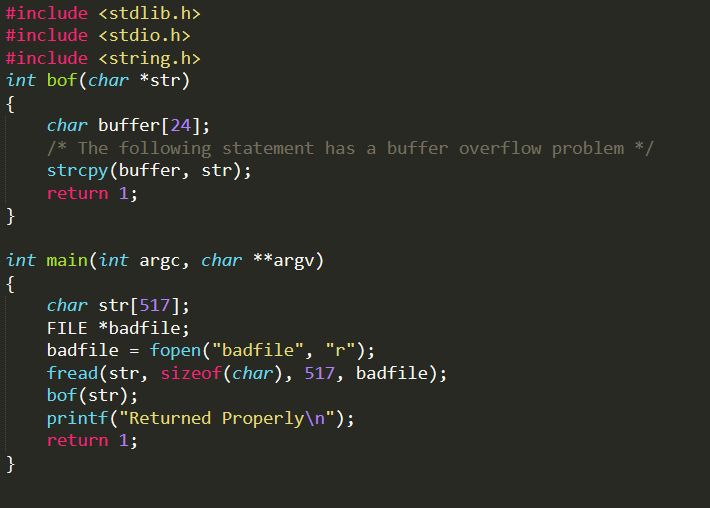 #include <stdlib.h>
#include <stdio.h>
#include <string.h>
int bof(char *str)
{
    char buffer[24];
    /* The following statement has a buffer overflow problem */
    strcpy(buffer, str);
    return 1;
}

int main(int argc, char **argv)
{
    char str[517];
    FILE *badfile;
    badfile = fopen("badfile", "r");
    fread(str, sizeof(char), 517, badfile);
    bof(str);
    printf("Returned Properly\n");
    return 1;
}